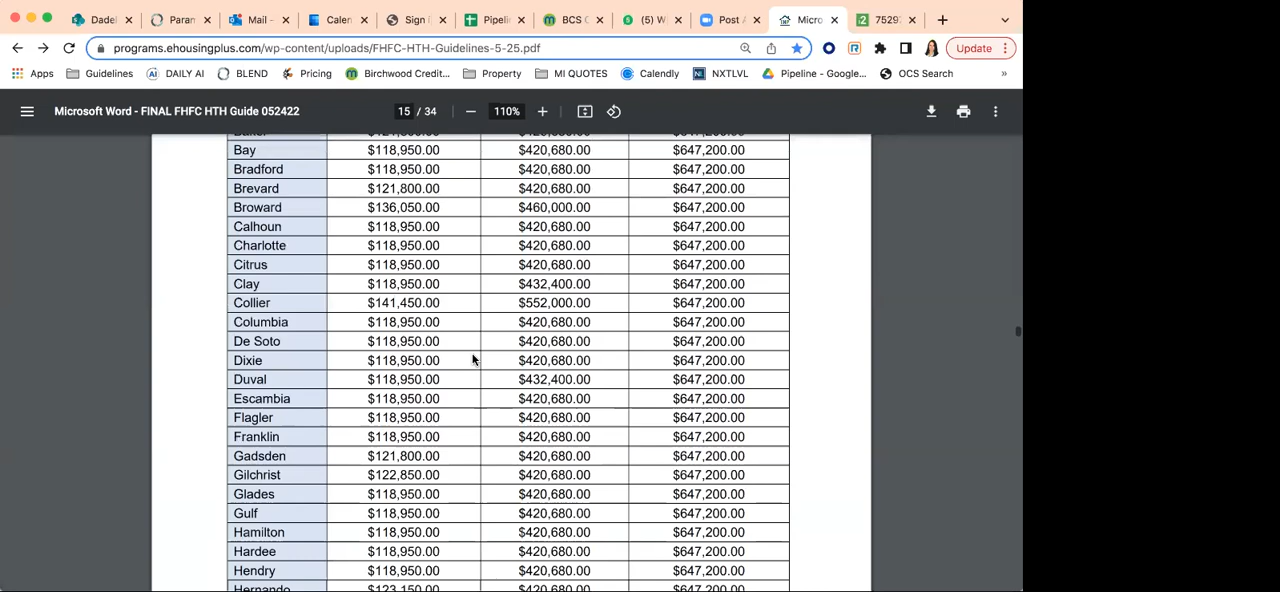 Dadel
Paran
Mail -
Calen
Sign i
Pipelin
BCS C
(5) W
Post A
Micro
7529
programs.ehousingplus.com/wp-content/uploads/FHFC-HTH-Guidelines-5-25.pdf
Update
Apps Guidelines DAILY AI BLEND Pricing Birchwood Credit... Property MI QUOTES Calendly NXTLVL Pipeline - Google... OCS Search »
Microsoft Word - FINAL FHFC HTH Guide 052422 15 / 34 110%
Bay $118,950.00 $420,680.00 $647,200.00
Bradford $118,950.00 $420,680.00 $647,200.00
Brevard $121,800.00 $420,680.00 $647,200.00
Broward $136,050.00 $460,000.00 $647,200.00
Calhoun $118,950.00 $420,680.00 $647,200.00
Charlotte $118,950.00 $420,680.00 $647,200.00
Citrus $118,950.00 $420,680.00 $647,200.00
Clay $118,950.00 $432,400.00 $647,200.00
Collier $141,450.00 $552,000.00 $647,200.00
Columbia $118,950.00 $420,680.00 $647,200.00
De Soto $118,950.00 $420,680.00 $647,200.00
Dixie $118,950.00 $420,680.00 $647,200.00
Duval $118,950.00 $432,400.00 $647,200.00
Escambia $118,950.00 $420,680.00 $647,200.00
Flagler $118,950.00 $420,680.00 $647,200.00
Franklin $118,950.00 $420,680.00 $647,200.00
Gadsden $121,800.00 $420,680.00 $647,200.00
Gilchrist $122,850.00 $420,680.00 $647,200.00
Glades $118,950.00 $420,680.00 $647,200.00
Gulf $118,950.00 $420,680.00 $647,200.00
Hamilton $118,950.00 $420,680.00 $647,200.00
Hardee $118,950.00 $420,680.00 $647,200.00
Hendry $118,950.00 $420,680.00 $647,200.00
Hernando $123,150.00 $420,680.00 $647,200.00